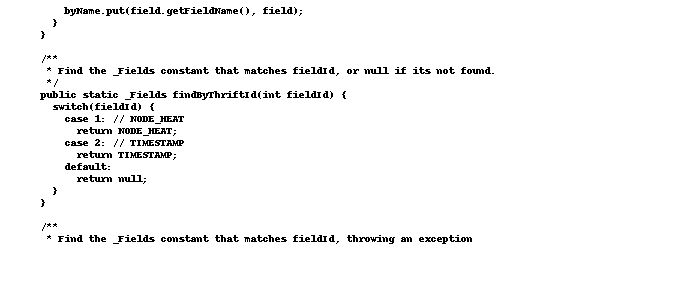 byName.put(field.getFieldName(), field);
}
}
/**
* Find the _Fields constant that matches fieldId, or null if its not found.
*/
public static _Fields findByThriftId(int fieldId) {
switch(fieldId) {
case 1: // NODE_HEAT
return NODE_HEAT;
case 2: // TIMESTAMP
return TIMESTAMP;
default:
return null;
}
}
/**
* Find the _Fields constant that matches fieldId, throwing an exception